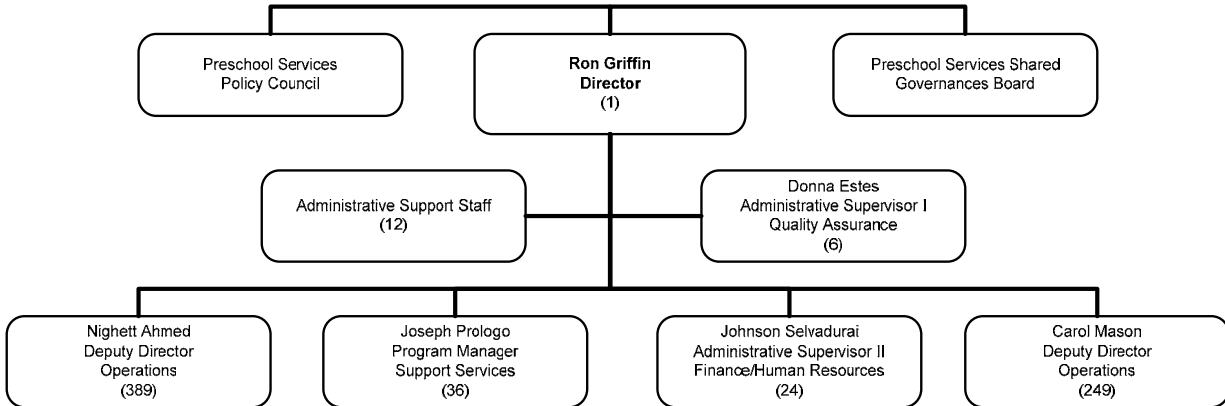 Preschool Services
Policy Council
Ron Griffin
Director
(1)
Preschool Services Shared
Governances Board
Administrative Support Staff
(12)
Donna Estes
Administrative Supervisor I
Quality Assurance
(6)
Nighett Ahmed
Deputy Director
Operations
(389)
Joseph Prologo
Program Manager
Support Services
(36)
Johnson Selvadurai
Administrative Supervisor II
Finance/Human Resources
(24)
Carol Mason
Deputy Director
Operations
(249)